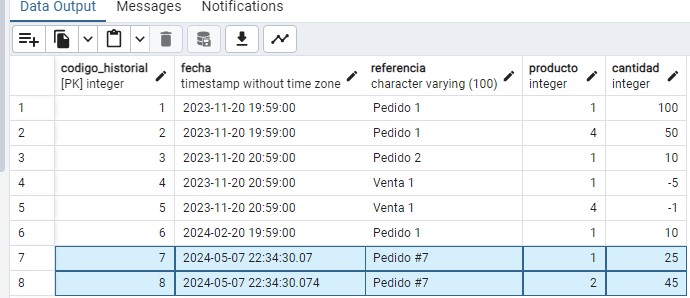 Data Output Messages Notifications
codigo_historial fecha referencia producto cantidad
[PK] integer timestamp without time zone character varying (100) integer integer
1 1 2023-11-20 19:59:00 Pedido 1 1 100
2 2 2023-11-20 19:59:00 Pedido 1 4 50
3 3 2023-11-20 20:59:00 Pedido 2 1 10
4 4 2023-11-20 20:59:00 Venta 1 1 -5
5 5 2023-11-20 20:59:00 Venta 1 4 -1
6 6 2024-02-20 19:59:00 Pedido 1 1 10
7 7 2024-05-07 22:34:30.07 Pedido #7 1 25
8 8 2024-05-07 22:34:30.074 Pedido #7 2 45